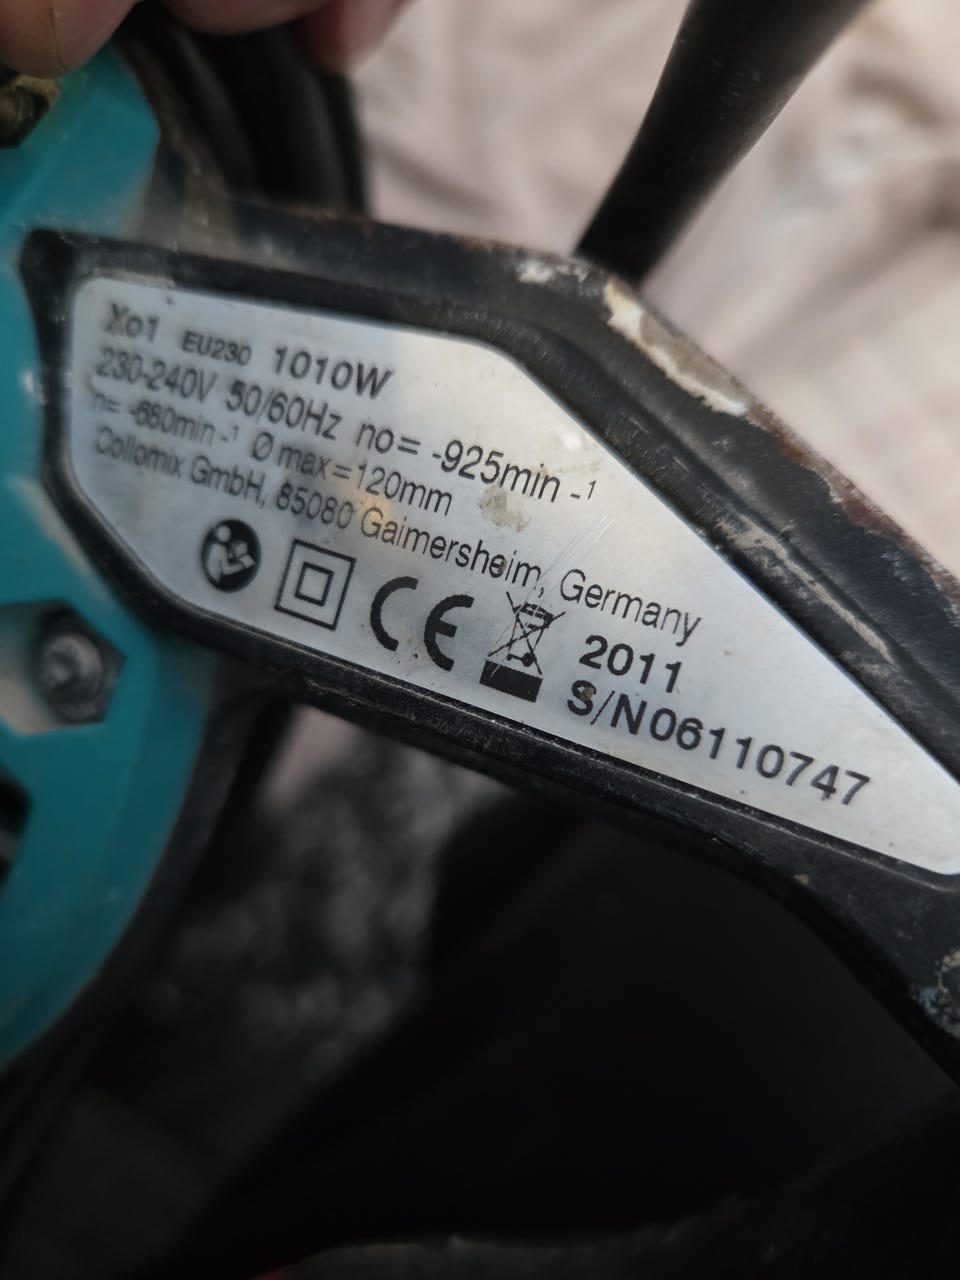 Xo1 EU230 1010W
230-240V 50/60Hz no= -925min -1
n= -680min -1 Ø max=120mm
Collomix GmbH, 85080 Gaimersheim, Germany
CE 2011
S/N06110747